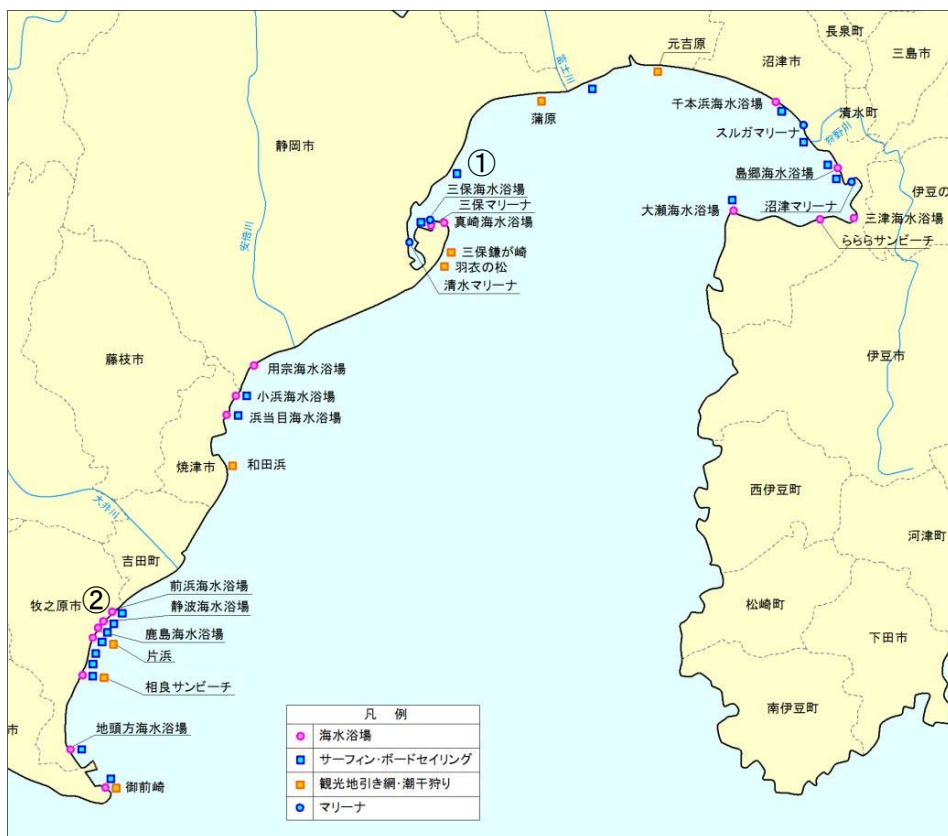 長泉町
元吉原
沼津市
三島市
富士川
千本浜海水浴場
清水町
蒲原
スルガマリーナ
狩野川
静岡市
①
島郷海水浴場
三保海水浴場
伊豆の
三保マリーナ
大瀬海水浴場
沼津マリーナ
真崎海水浴場
三津海水浴場
安倍川
らららサンビーチ
三保鎌が崎
羽衣の松
清水マリーナ
藤枝市
伊豆市
用宗海水浴場
小浜海水浴場
浜当目海水浴場
焼津市
和田浜
西伊豆町
大井川
河津町
吉田町
前浜海水浴場
牧之原市
②
静波海水浴場
松崎町
鹿島海水浴場
下田市
片浜
相良サンビーチ
南伊豆町
凡 例
地頭方海水浴場
海水浴場
市
サーフィン・ボードセイリング
観光地引き網・潮干狩り
御前崎
マリーナ